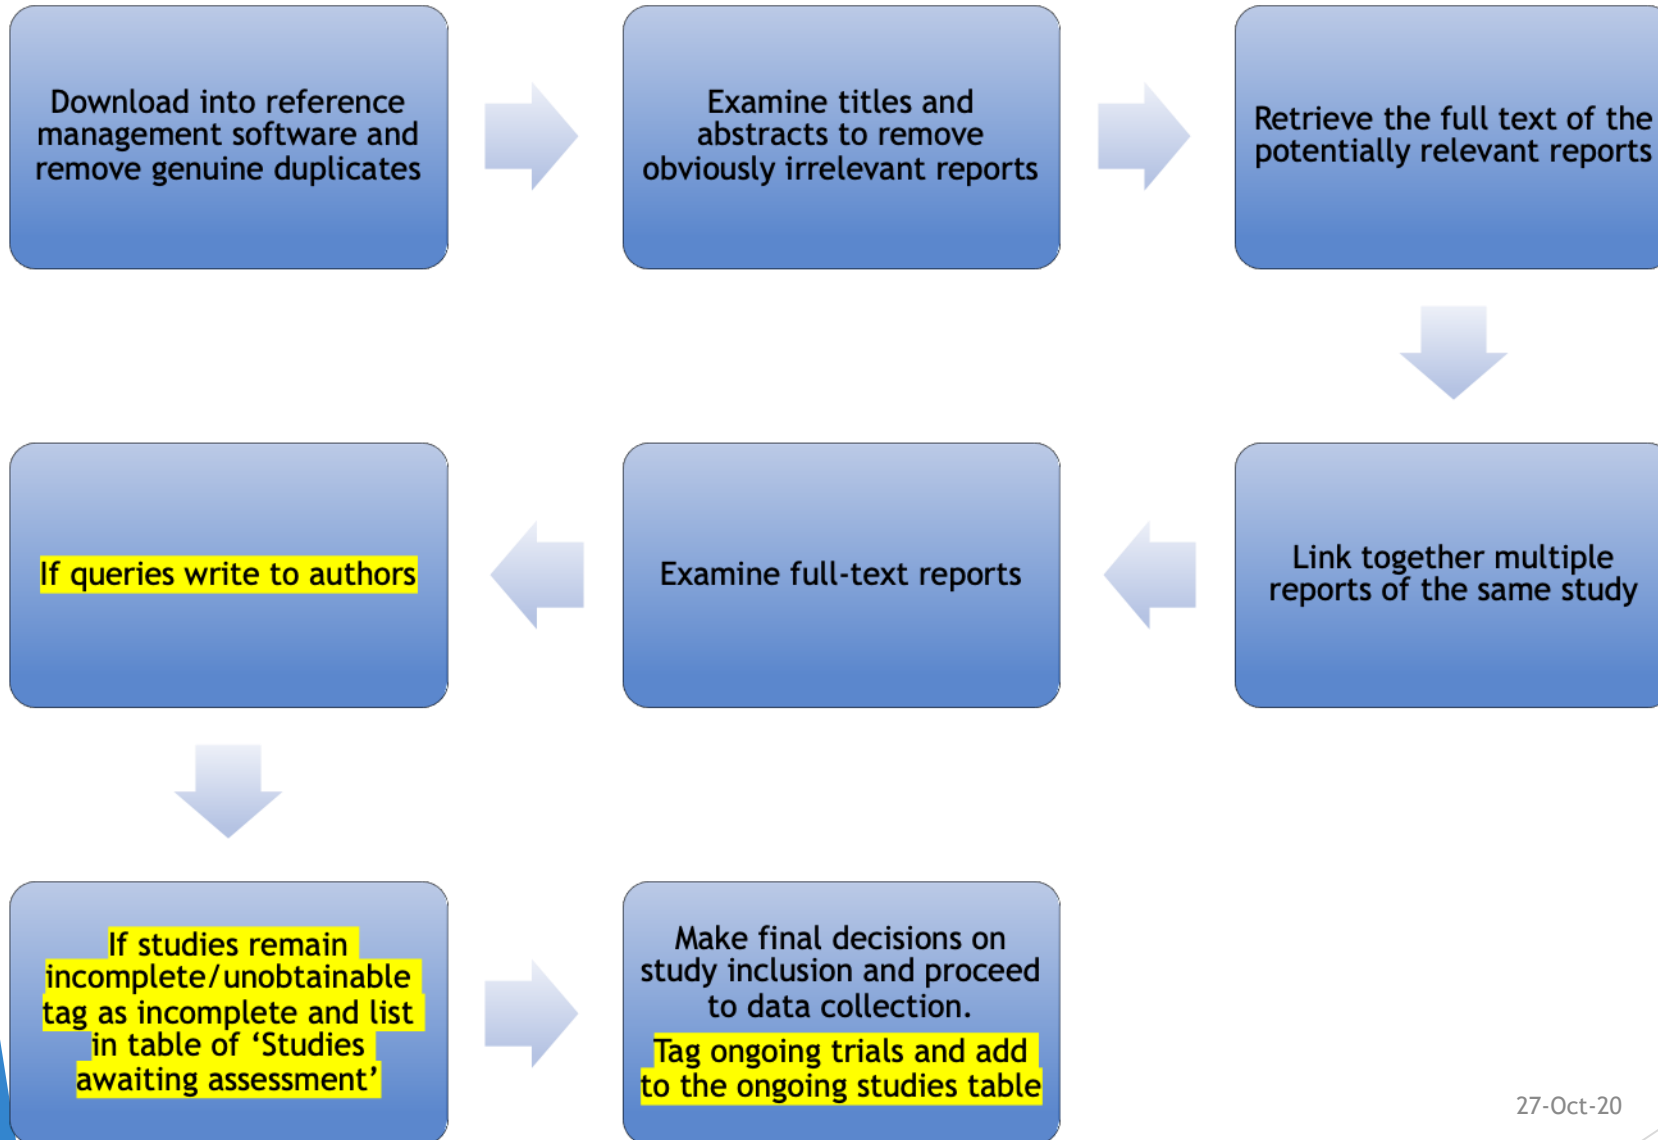 Download into reference
management software and
remove genuine duplicates
Examine titles and
abstracts to remove
obviously irrelevant reports
Retrieve the full text of the
potentially relevant reports
Link together multiple
reports of the same study
Examine full-text reports
If queries write to authors
If studies remain
incomplete/unobtainable
tag as incomplete and list
in table of ‘Studies
awaiting assessment’
Make final decisions on
study inclusion and proceed
to data collection.
Tag ongoing trials and add
to the ongoing studies table
27-Oct-20